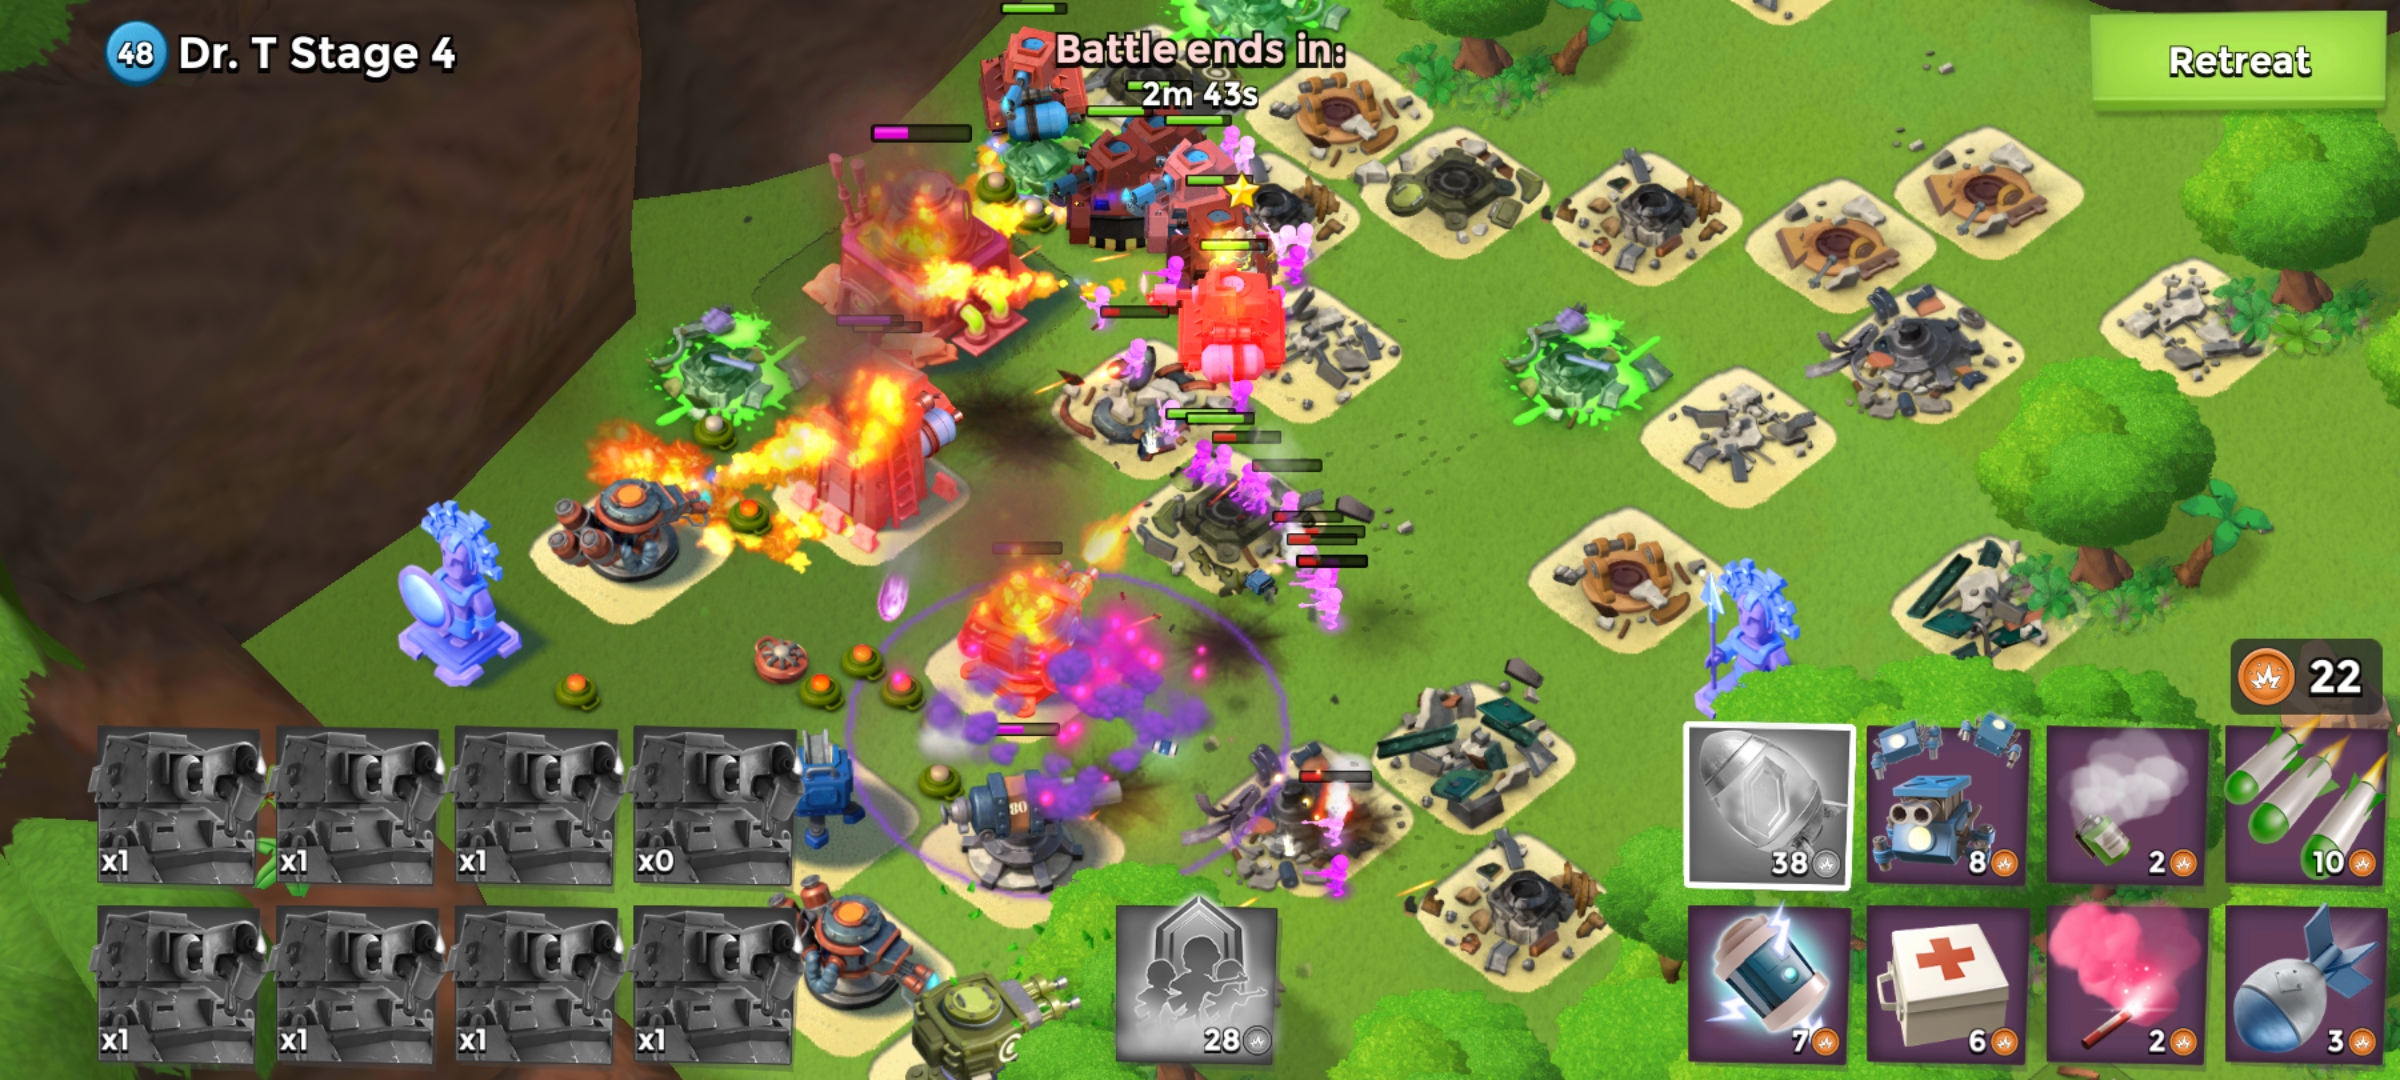 48 Dr. T Stage 4
Battle ends in:
2m 43s
Retreat
22
80
x1 x1 x1 x0
38 8 2 10
x1 x1 x1 x1
28
7 6 2 3